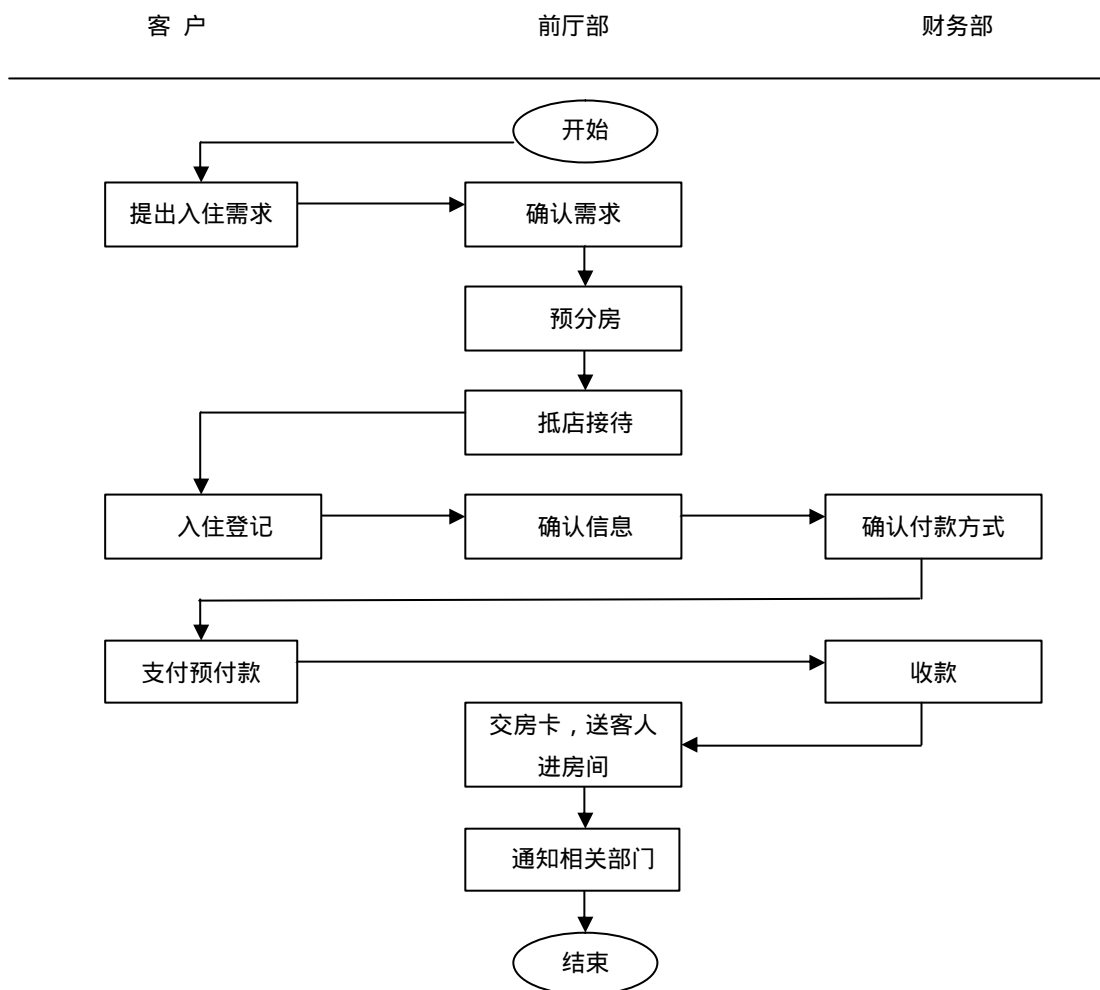 客 户 前厅部 财务部
开始
提出入住需求 确认需求
预分房
抵店接待
入住登记 确认信息 确认付款方式
支付预付款 收款
交房卡，送客人
进房间
通知相关部门
结束